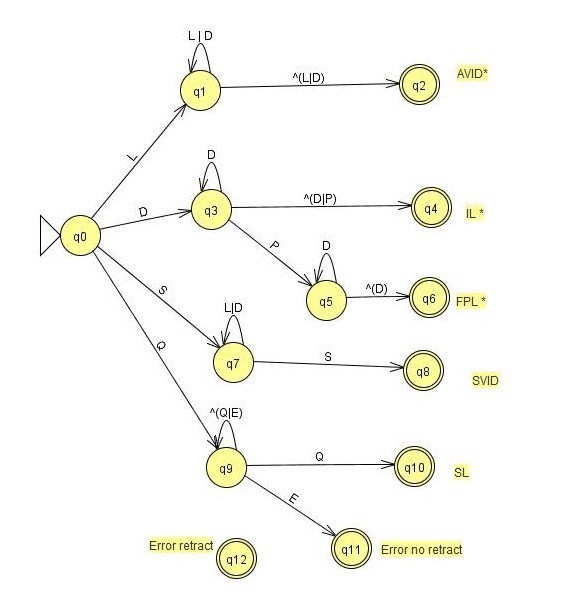 L | D
q1
^(L|D)
q2
AVID*
L
D
q3
^(D|P)
q4
IL *
q0
D
P
D
q5
^(D)
q6
FPL *
S
L|D
q7
S
q8
SVID
Q
^(Q|E)
q9
Q
q10
SL
E
Error retract
q12
q11
Error no retract